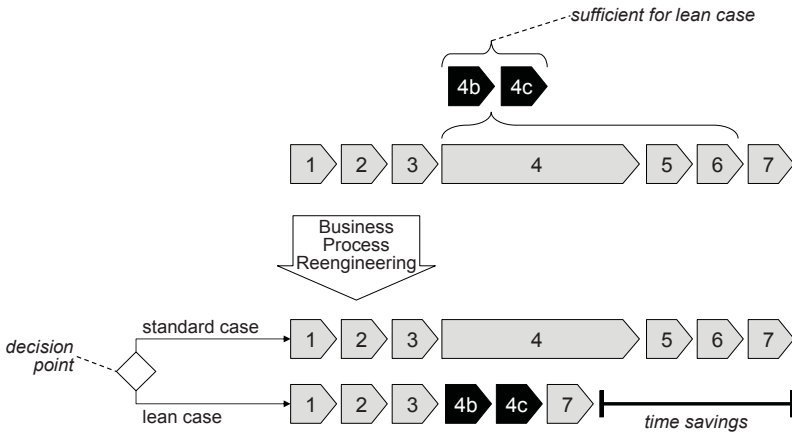 sufficient for lean case
4b 4c
1 2 3 4 5 6 7
Business
Process
Reengineering
standard case
1 2 3 4 5 6 7
decision
point
lean case
1 2 3 4b 4c 7
time savings